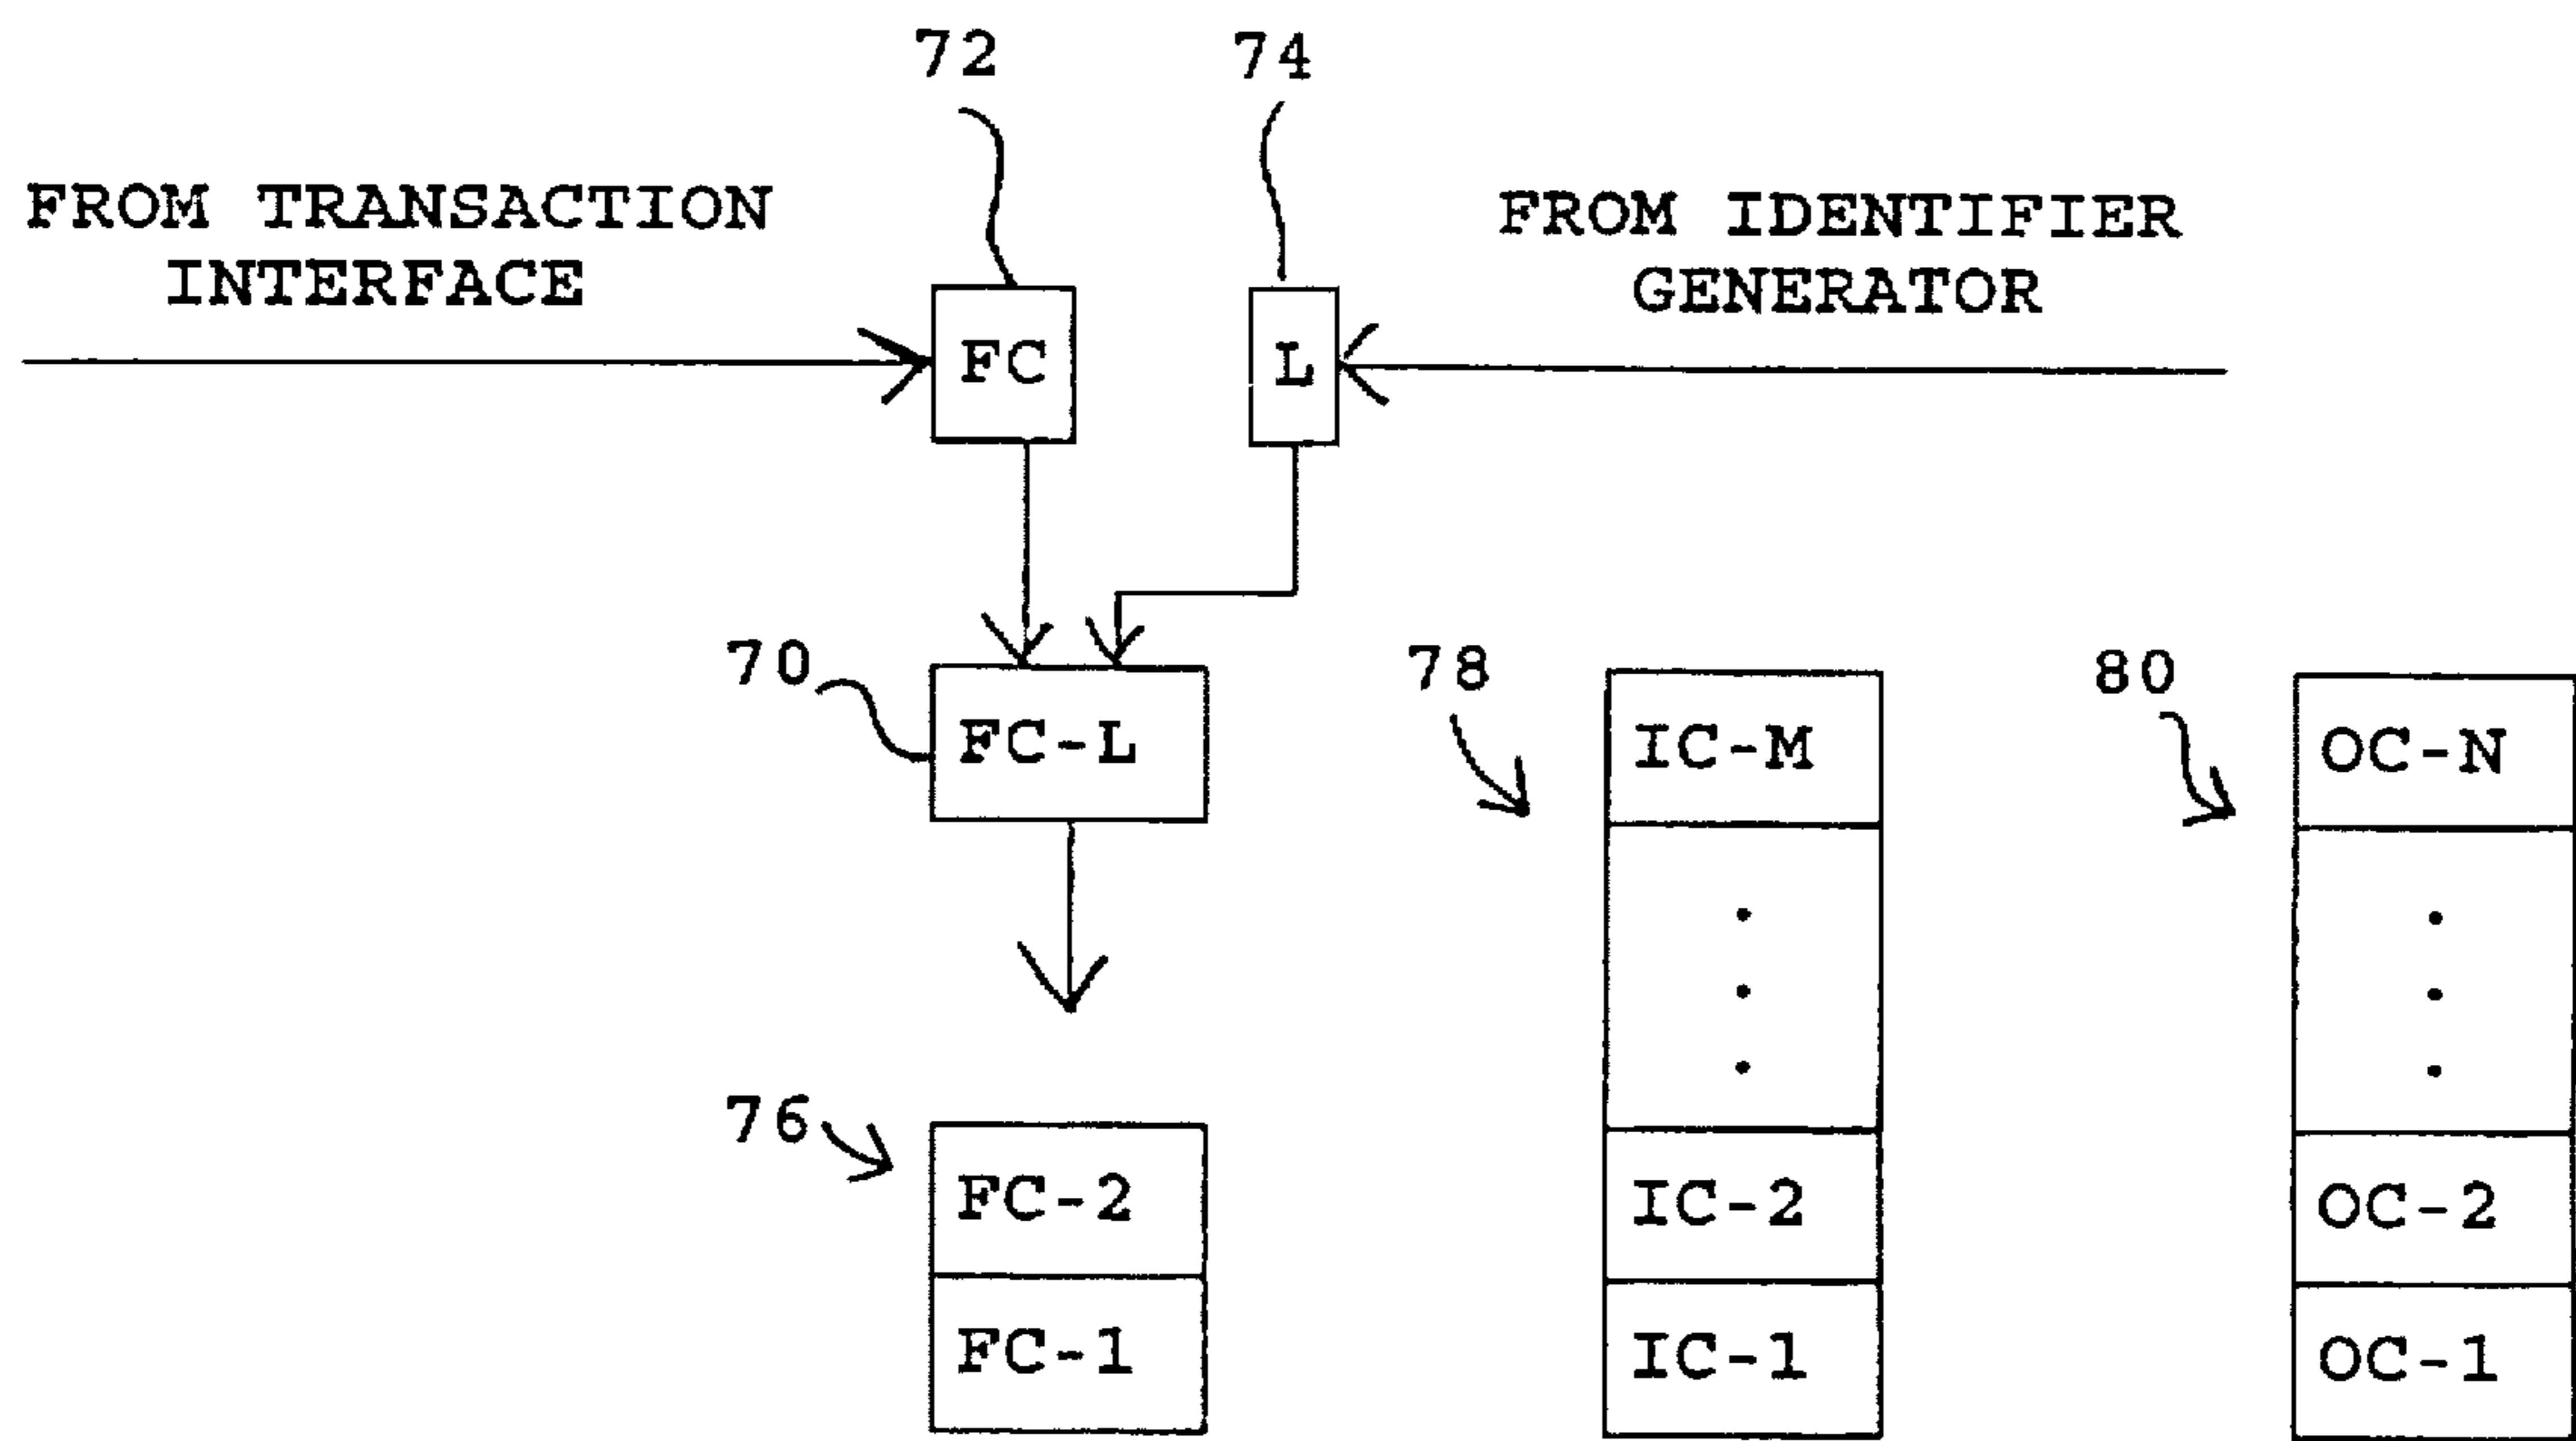 72
74
FROM TRANSACTION
INTERFACE
FROM IDENTIFIER
GENERATOR
FC
L
70
FC-L
78
IC-M
80
OC-N
76
FC-2
IC-2
OC-2
FC-1
IC-1
OC-1